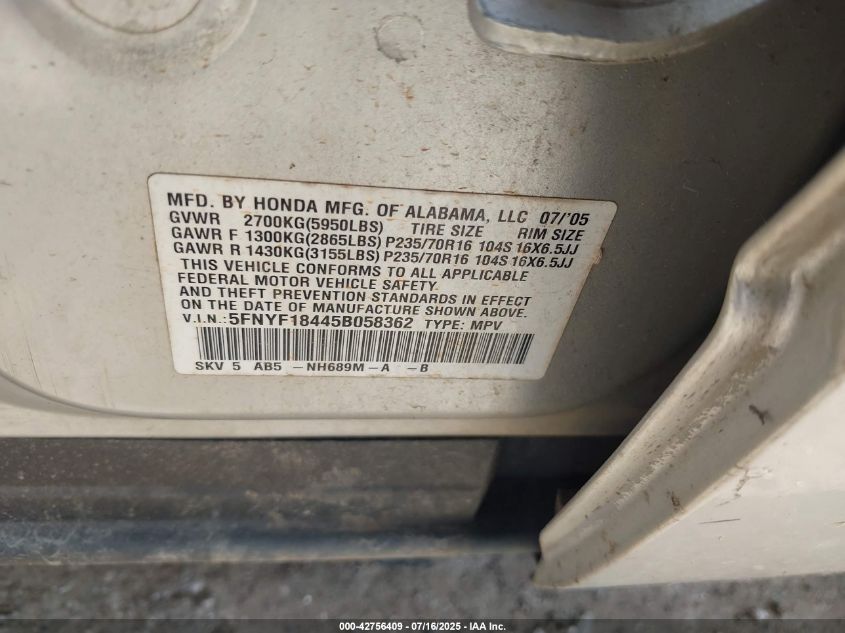 MFD. BY HONDA MFG. OF ALABAMA, LLC 07/'05
GVWR 2700KG(5950LBS) TIRE SIZE RIM SIZE
GAWR F 1300KG(2865LBS) P235/70R16 104S 16X6.5JJ
GAWR R 1430KG(3155LBS) P235/70R16 104S 16X6.5JJ
THIS VEHICLE CONFORMS TO ALL APPLICABLE
FEDERAL MOTOR VEHICLE SAFETY
AND THEFT PREVENTION STANDARDS IN EFFECT
ON THE DATE OF MANUFACTURE SHOWN ABOVE.
V.I.N.: 5FNYF18445B058362 TYPE: MPV
SKV 5 AB5 -NH689M-A -B
000-42756409 - 07/16/2025 - IAA Inc.